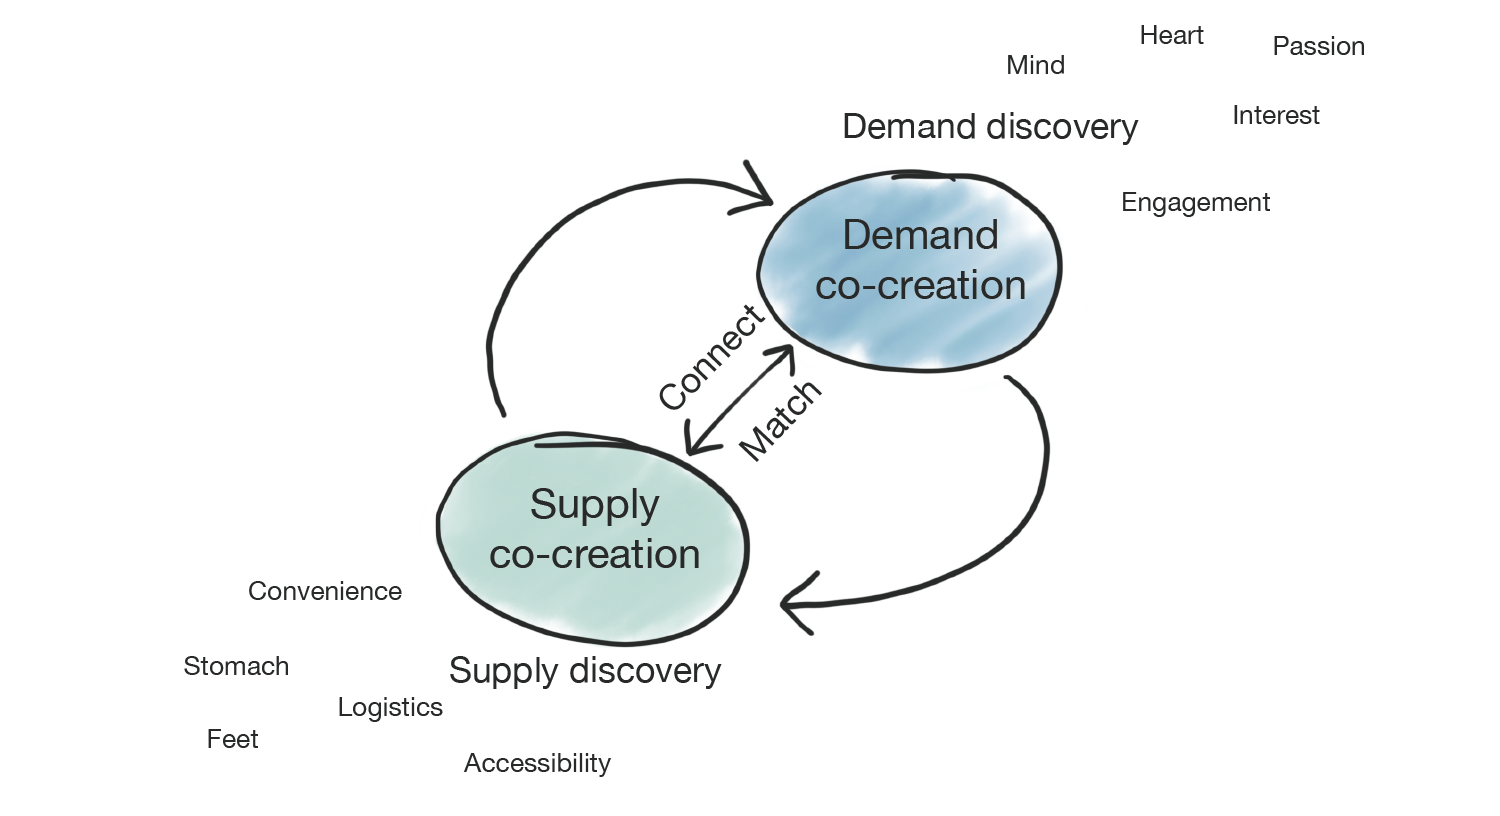 Heart
Passion
Mind
Interest
Demand discovery
Engagement
Demand
co-creation
Connect
Match
Supply
co-creation
Convenience
Supply discovery
Stomach
Logistics
Feet
Accessibility